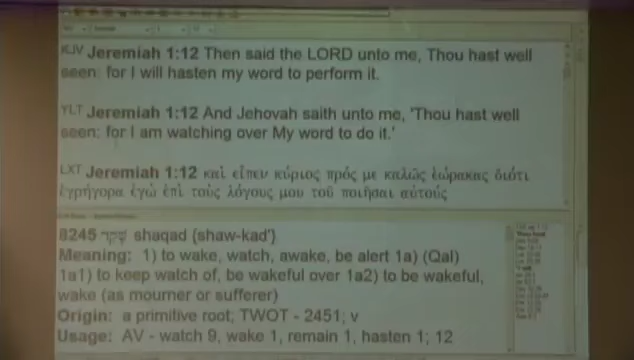 KJV Jeremiah 1:12 Then said the LORD unto me, Thou hast well
seen: for I will hasten my word to perform it.
YLT Jeremiah 1:12 And Jehovah saith unto me, 'Thou hast well
seen: for I am watching over My word to do it.'
LXT Jeremiah 1:12 καὶ εἶπεν κύριος πρός με καλῶς ἑώρακας διότι
ἐγρήγορα ἐγὼ ἐπὶ τοὺς λόγους μου τοῦ ποιῆσαι αὐτούς
8245 שָׁקַד shaqad {shaw-kad'}
Meaning: 1) to wake, watch, awake, be alert 1a) (Qal)
1a1) to keep watch of, be wakeful over 1a2) to be wakeful,
wake (as mourner or sufferer)
Origin: a primitive root; TWOT - 2451; v
Usage: AV - watch 9, wake 1, remain 1, hasten 1; 12